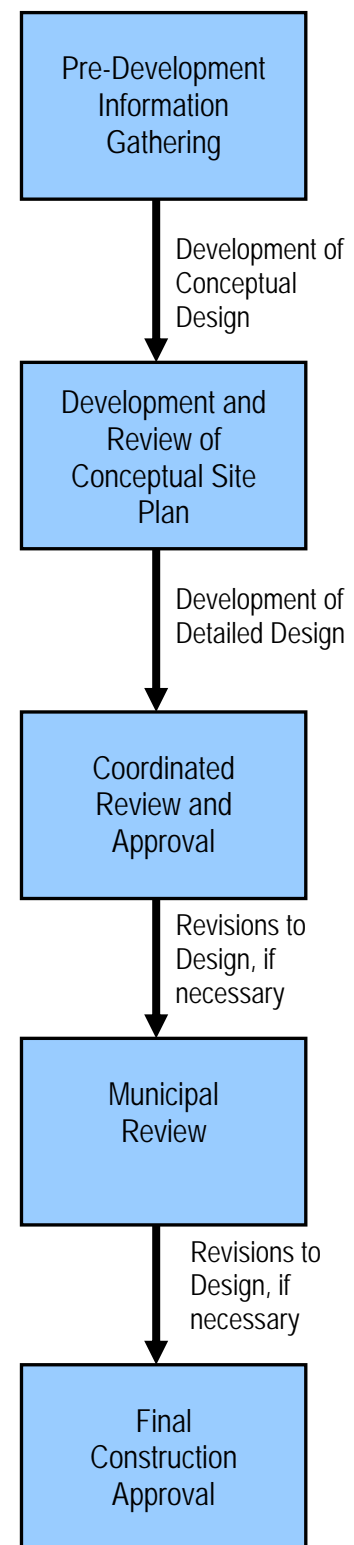 Pre-Development
Information
Gathering
Development of
Conceptual
Design
Development and
Review of
Conceptual Site
Plan
Development of
Detailed Design
Coordinated
Review and
Approval
Revisions to
Design, if
necessary
Municipal
Review
Revisions to
Design, if
necessary
Final
Construction
Approval